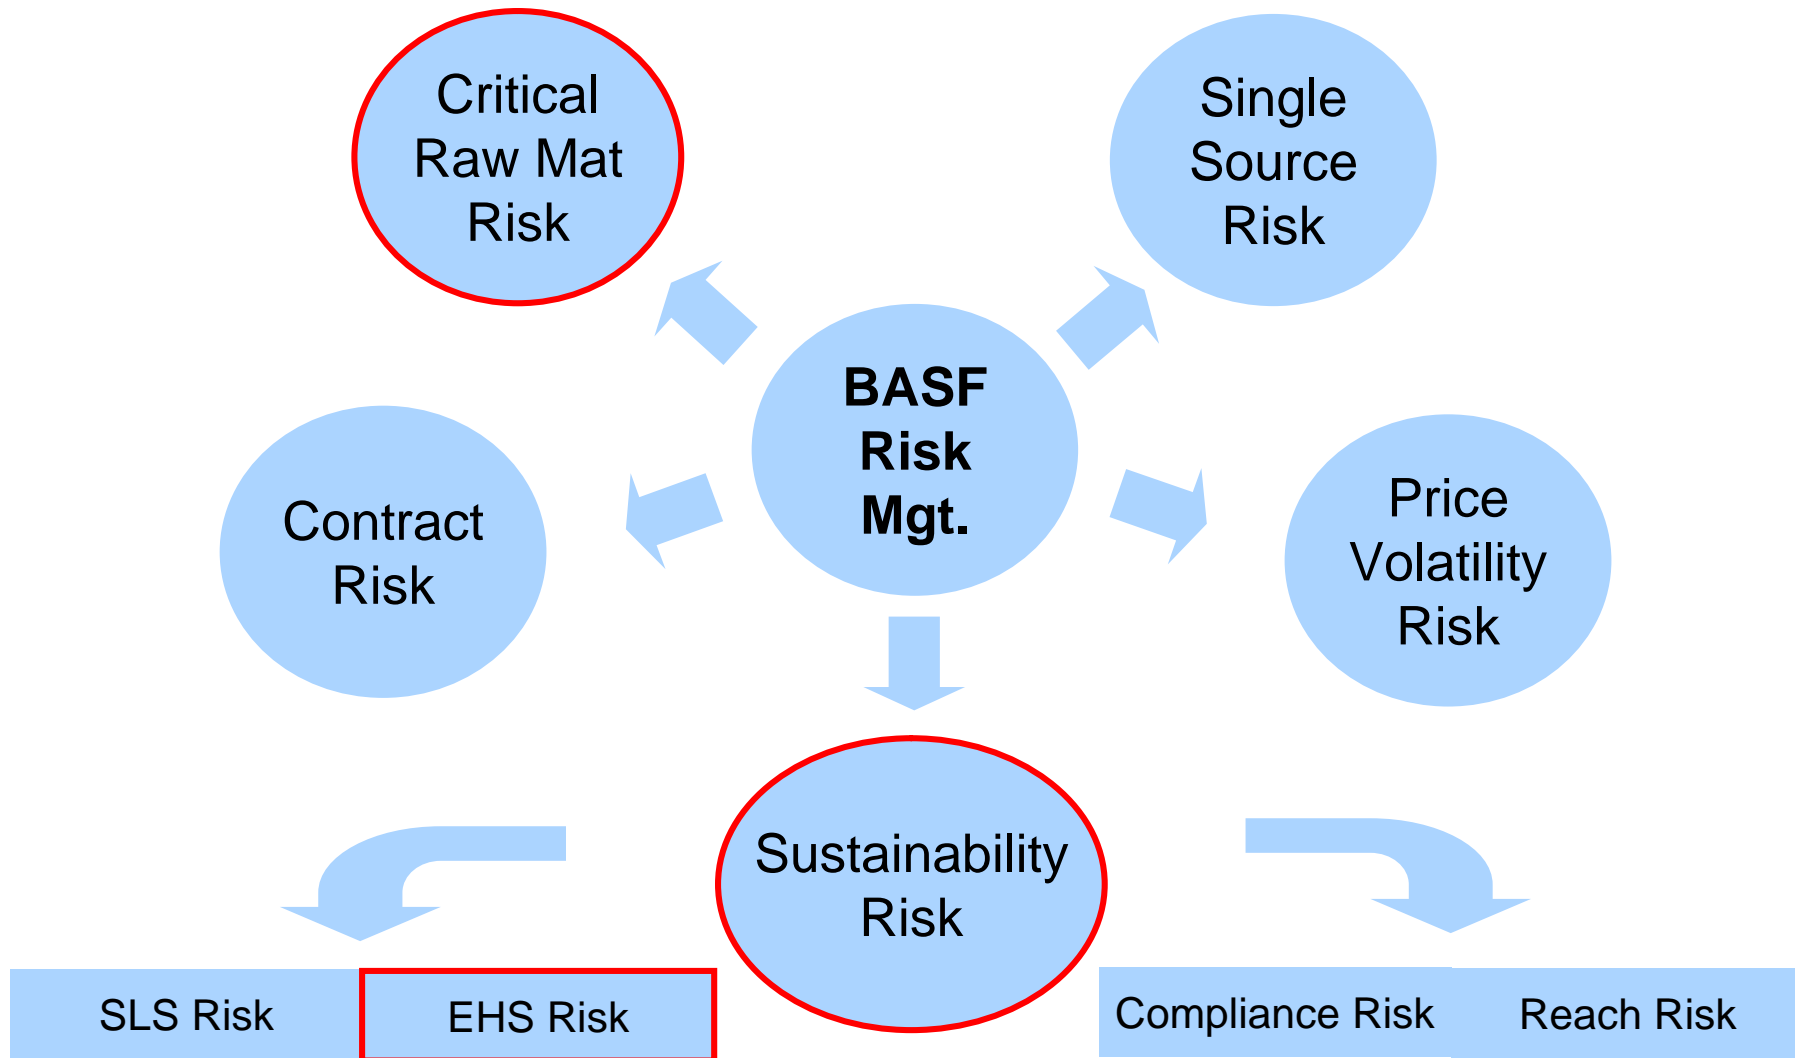 Critical
Raw Mat
Risk
Single
Source
Risk
BASF
Risk
Mgt.
Contract
Risk
Price
Volatility
Risk
Sustainability
Risk
SLS Risk
EHS Risk
Compliance Risk
Reach Risk